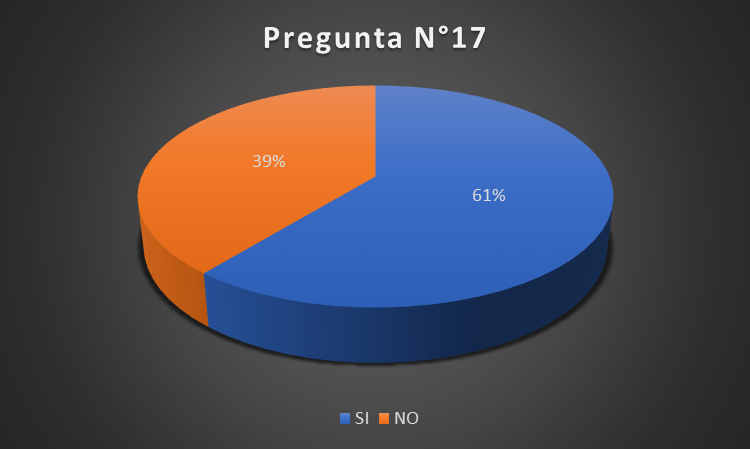 Pregunta N°17
39%
61%
SI NO